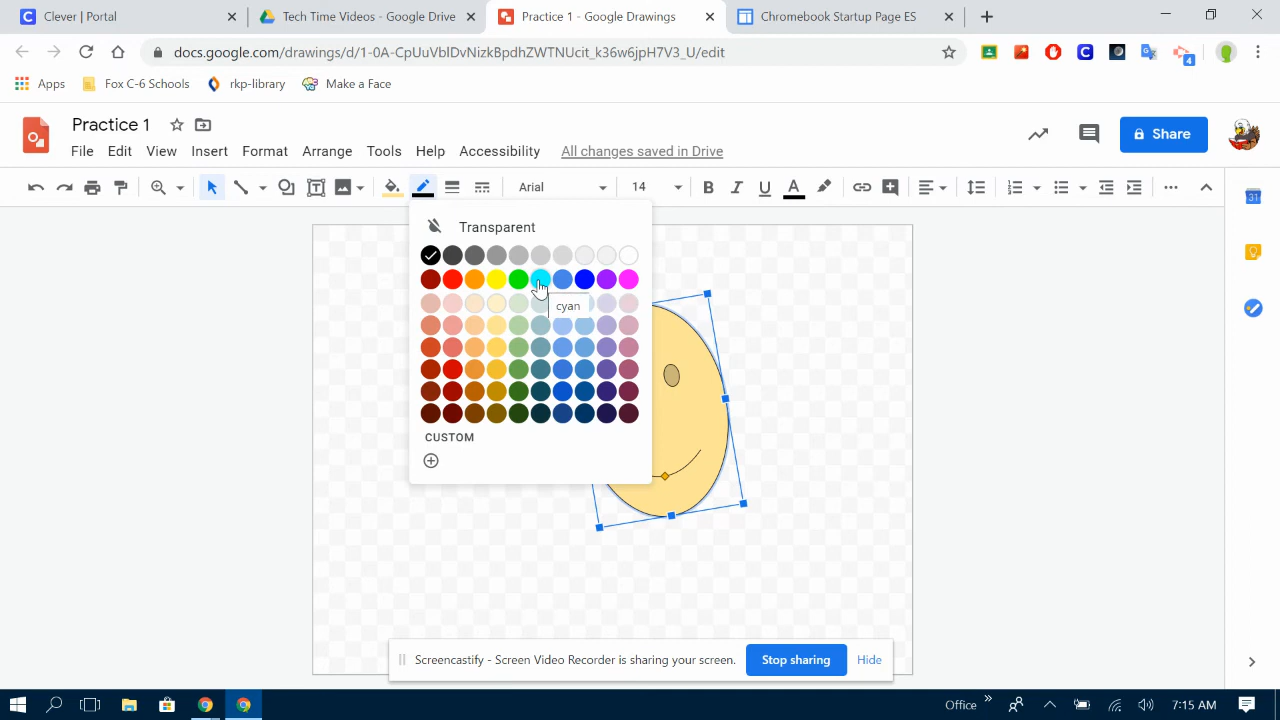 Clever | Portal
Tech Time Videos - Google Drive
Practice 1 - Google Drawings
Chromebook Startup Page ES
docs.google.com/drawings/d/1-0A-CpUuVblDvNizkBpdhZWTNUcit_k36w6jpH7V3_U/edit
4
Apps
Fox C-6 Schools
rkp-library
Make a Face
Practice 1
Share
File Edit View Insert Format Arrange Tools Help Accessibility All changes saved in Drive
Arial 14 B I U A
31
Transparent
cyan
CUSTOM
Screencastify - Screen Video Recorder is sharing your screen. Stop sharing Hide
Office 7:15 AM